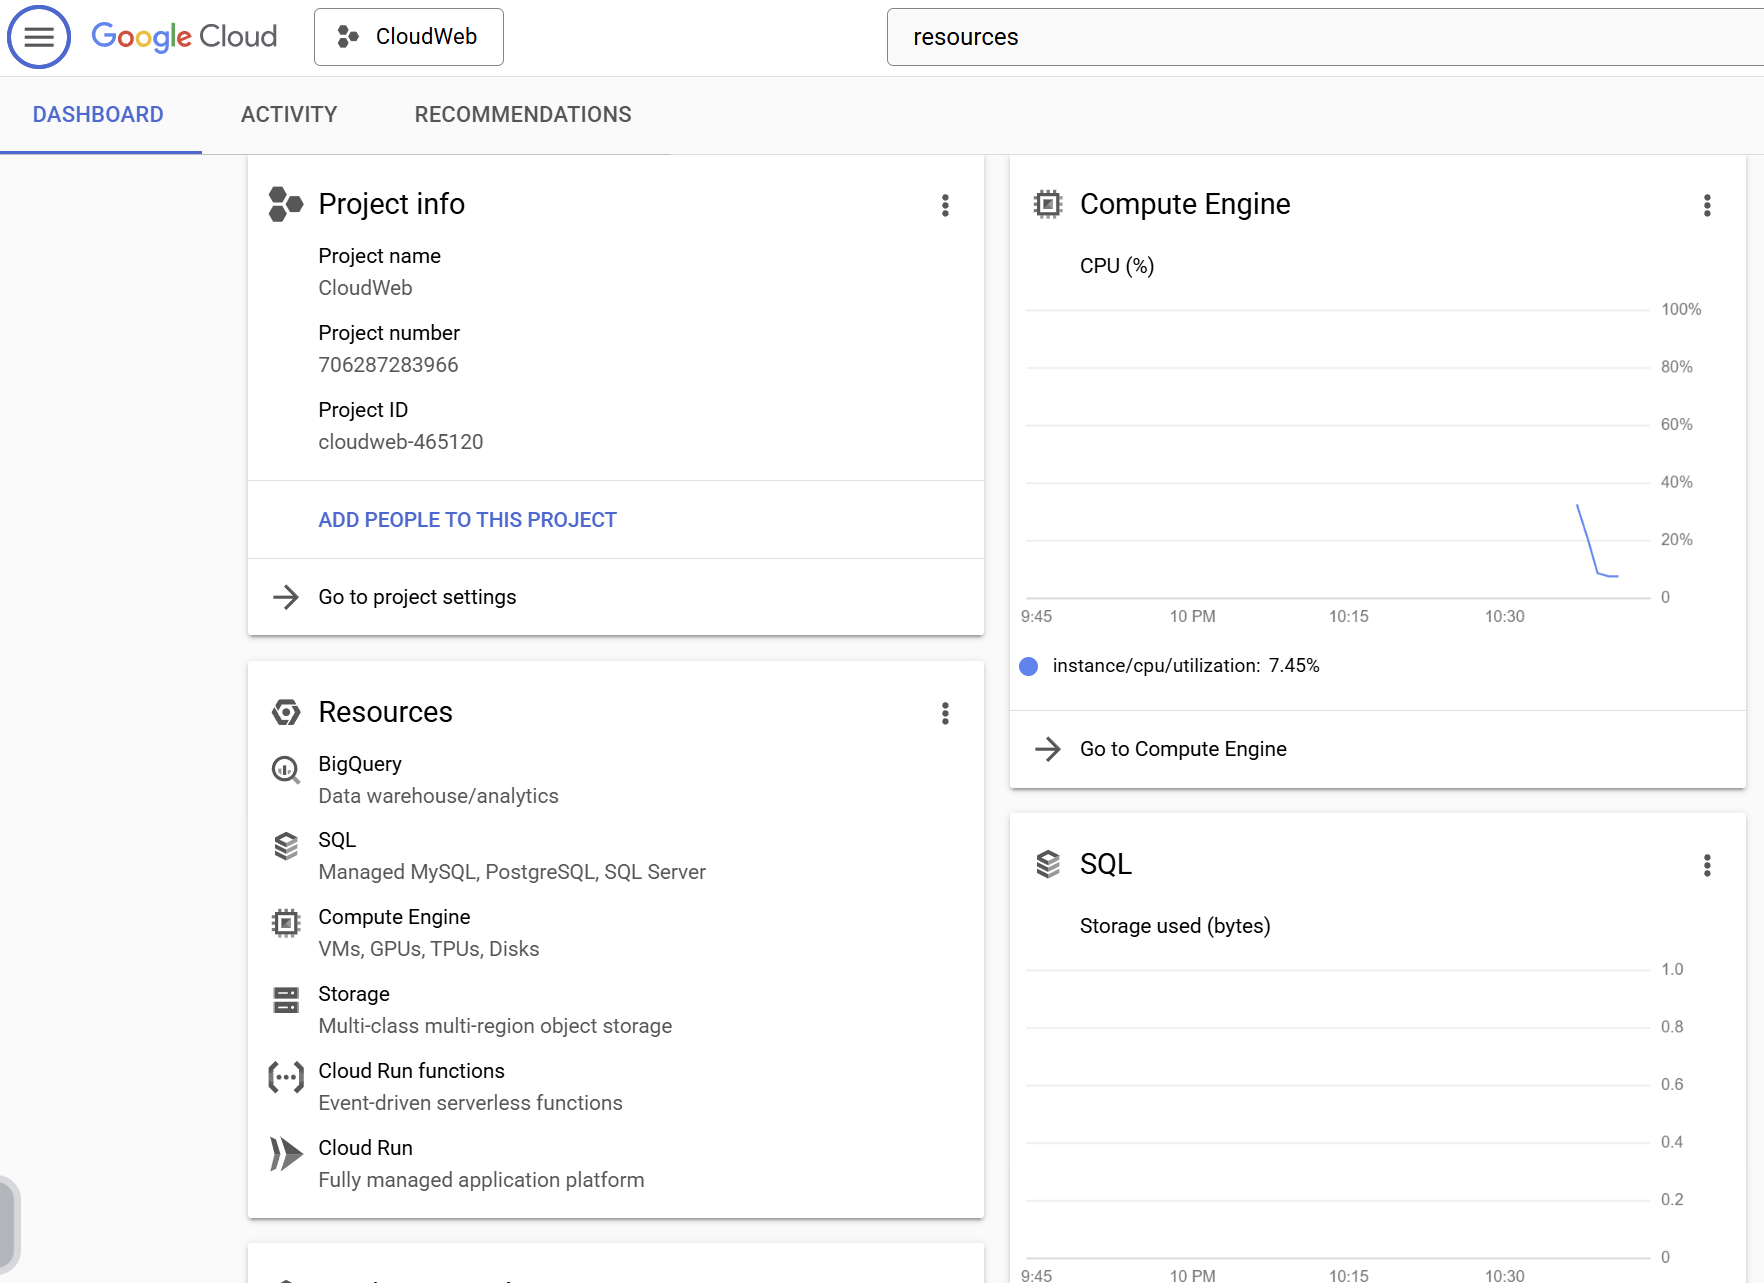 Google Cloud
CloudWeb
resources
DASHBOARD
ACTIVITY
RECOMMENDATIONS
Project info
Project name
CloudWeb
Project number
706287283966
Project ID
cloudweb-465120
ADD PEOPLE TO THIS PROJECT
Go to project settings
Resources
BigQuery
Data warehouse/analytics
SQL
Managed MySQL, PostgreSQL, SQL Server
Compute Engine
VMs, GPUs, TPUs, Disks
Storage
Multi-class multi-region object storage
Cloud Run functions
Event-driven serverless functions
Cloud Run
Fully managed application platform
Compute Engine
CPU (%)
100%
80%
60%
40%
20%
0
9:45 10 PM 10:15 10:30
instance/cpu/utilization: 7.45%
Go to Compute Engine
SQL
Storage used (bytes)
1.0
0.8
0.6
0.4
0.2
0
9:45 10 PM 10:15 10:30